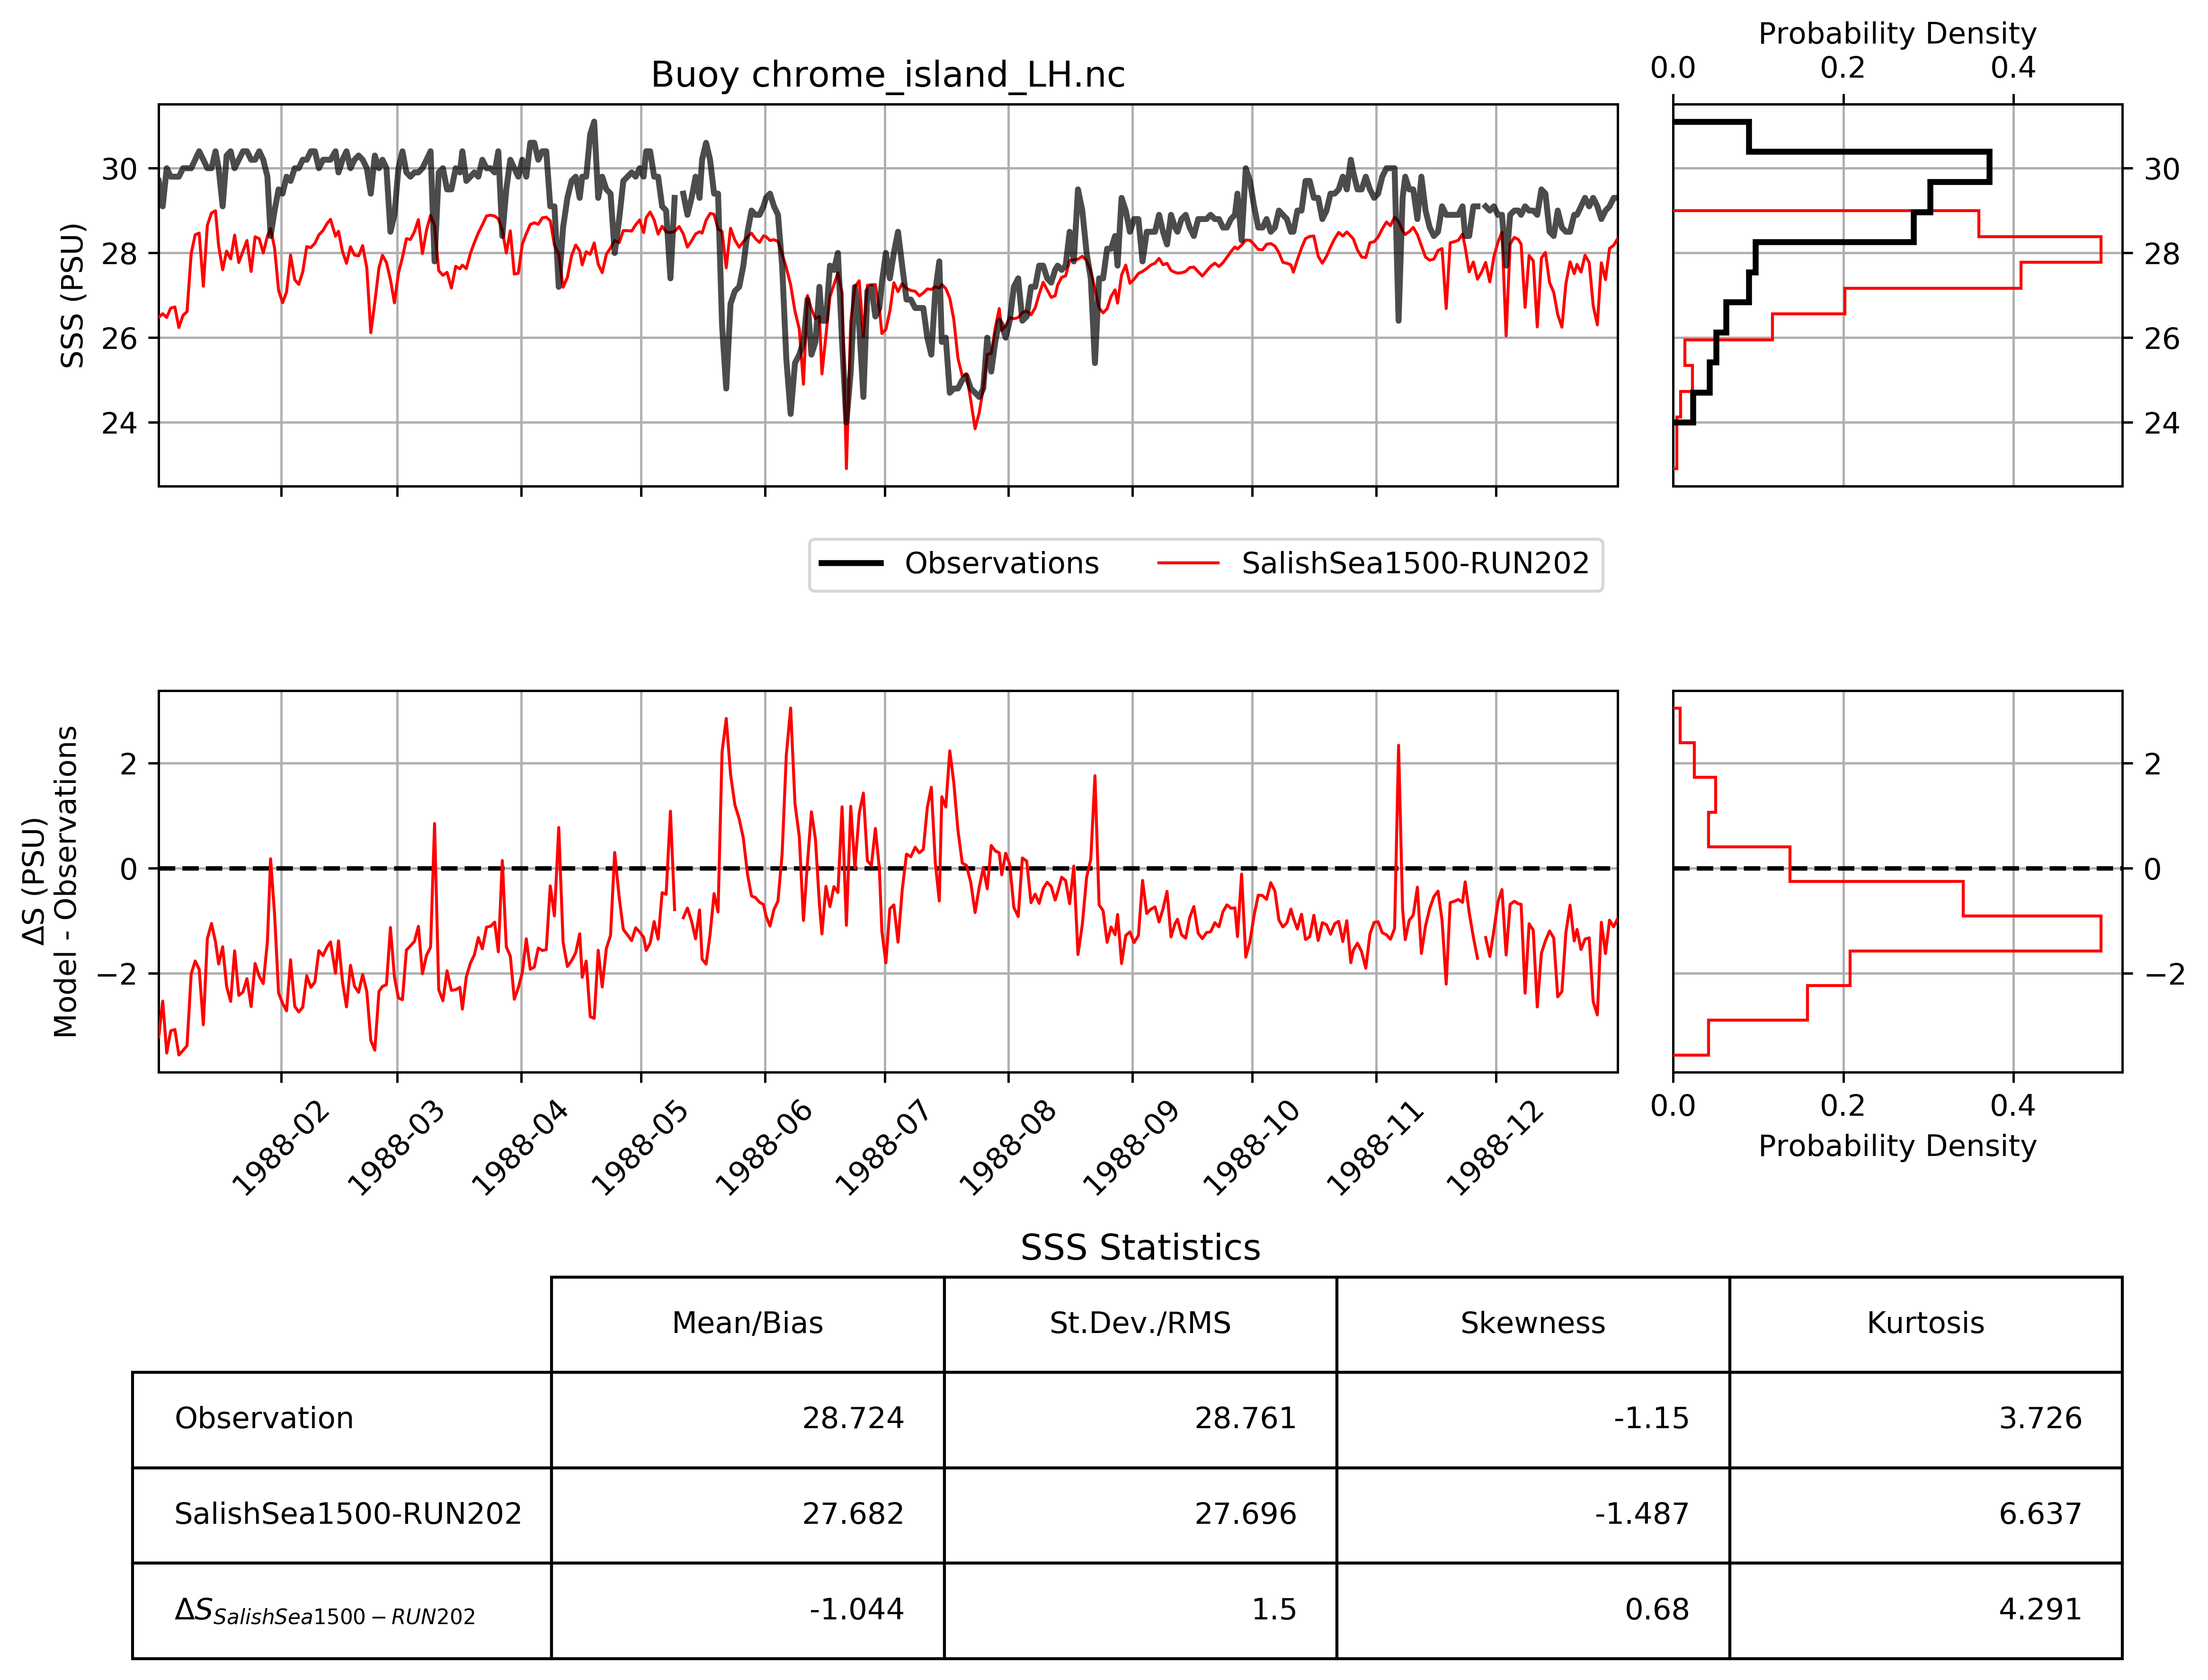 Probability Density
0.0 0.2 0.4
Buoy chrome_island_LH.nc
SSS (PSU)
30
28
26
24
30
28
26
24
Observations SalishSea1500-RUN202
ΔS (PSU)
Model - Observations
2
0
−2
2
0
−2
1988-02 1988-03 1988-04 1988-05 1988-06 1988-07 1988-08 1988-09 1988-10 1988-11 1988-12
0.0 0.2 0.4
Probability Density
SSS Statistics
Mean/Bias St.Dev./RMS Skewness Kurtosis
Observation 28.724 28.761 -1.15 3.726
SalishSea1500-RUN202 27.682 27.696 -1.487 6.637
ΔS SalishSea1500−RUN202 -1.044 1.5 0.68 4.291